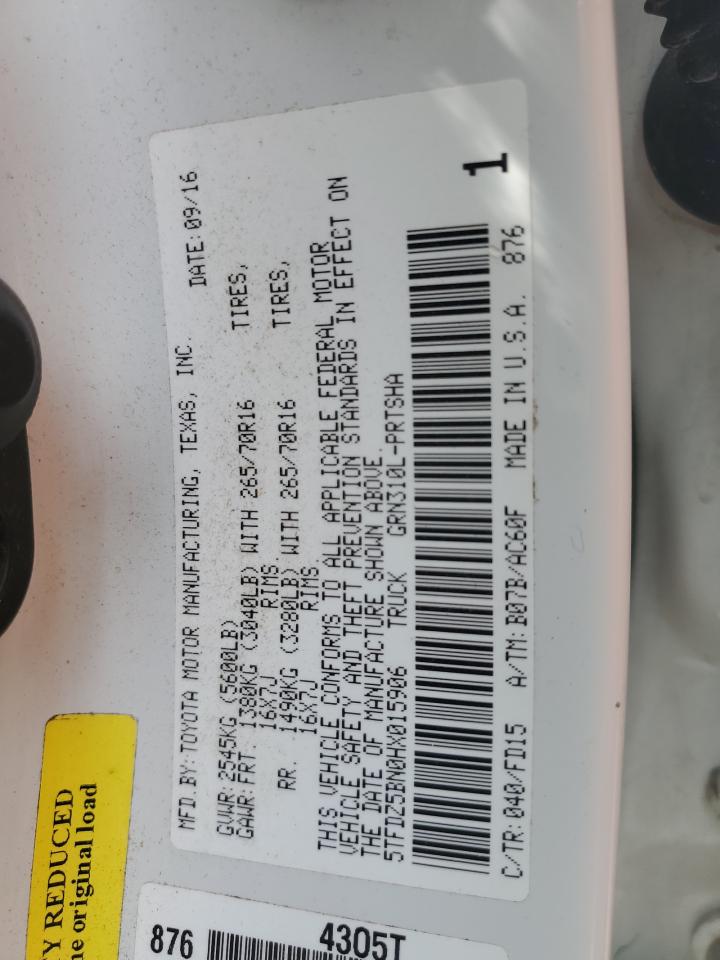 MFD.BY:TOYOTA MOTOR MANUFACTURING, TEXAS, INC.
DATE:09/16
GVWR:2545KG (5600LB)
GAWR:FRT: 1380KG (3040LB) WITH 265/70R16 TIRES,
16X7J RIMS.
RR. 1490KG (3280LB) WITH 265/70R16 TIRES,
16X7J RIMS.
THIS VEHICLE CONFORMS TO ALL APPLICABLE FEDERAL MOTOR
VEHICLE SAFETY AND THEFT PREVENTION STANDARDS IN EFFECT ON
THE DATE OF MANUFACTURE SHOWN ABOVE.
5TFDZ5BN0HX015906 TRUCK GRN310L-PRTSHA
1
C/TR:040/FD15 A/TM:B07B/AC60F MADE IN U.S.A. 876
REDUCED
original load
876
4305T